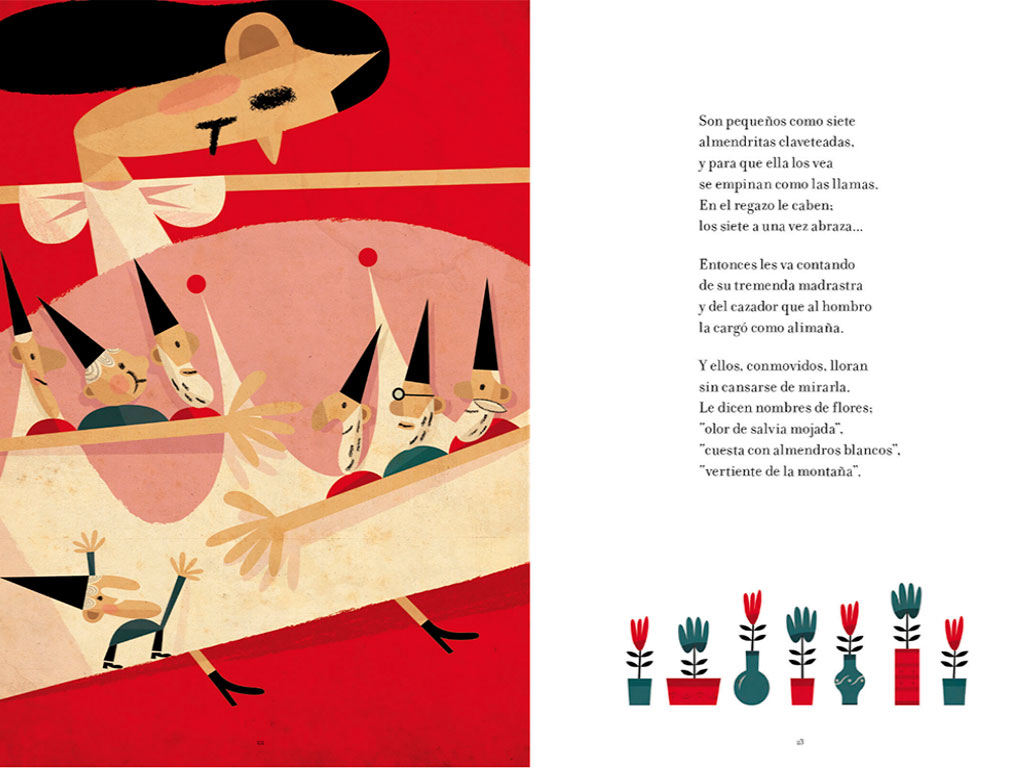 Son pequeños como siete
almendritas claveteadas,
y para que ella los vea
se empinan como las llamas.
En el regazo le caben;
los siete a una vez abraza...
Entonces les va contando
de su tremenda madrastra
y del cazador que al hombro
la cargó como alimaña.
Y ellos, conmovidos, lloran
sin cansarse de mirarla.
Le dicen nombres de flores;
"olor de salvia mojada",
"cuesta con almendros blancos",
"vertiente de la montaña".
23